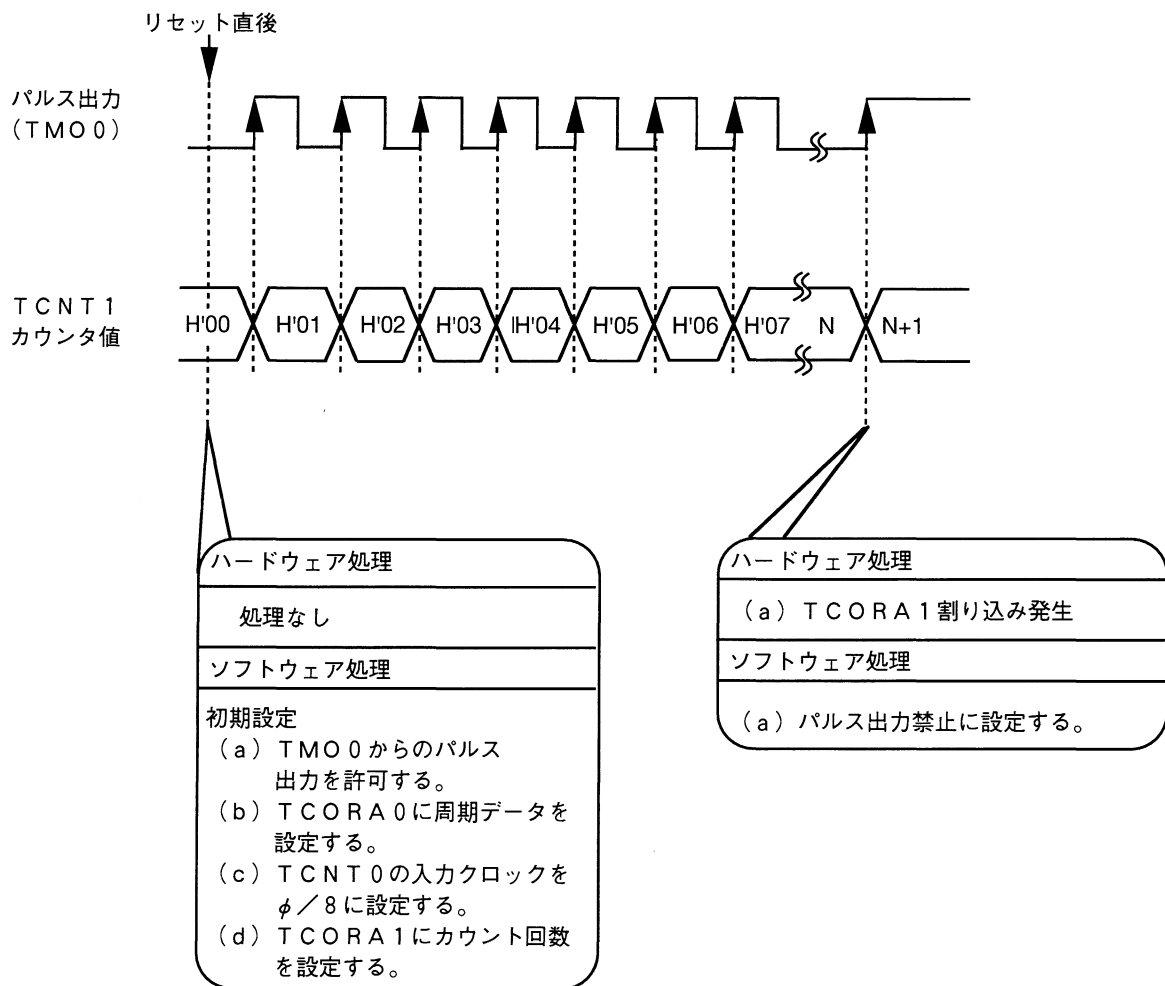 リセット直後
パルス出力
(TMO0)
TCNT1
カウンタ値
H'00 H'01 H'02 H'03 H'04 H'05 H'06 H'07 N N+1
ハードウェア処理
処理なし
ソフトウェア処理
初期設定
(a) TMO0からのパルス
出力を許可する。
(b) TCORA0に周期データを
設定する。
(c) TCNT0の入力クロックを
φ/8に設定する。
(d) TCORA1にカウント回数
を設定する。
ハードウェア処理
(a) TCORA1割り込み発生
ソフトウェア処理
(a) パルス出力禁止に設定する。